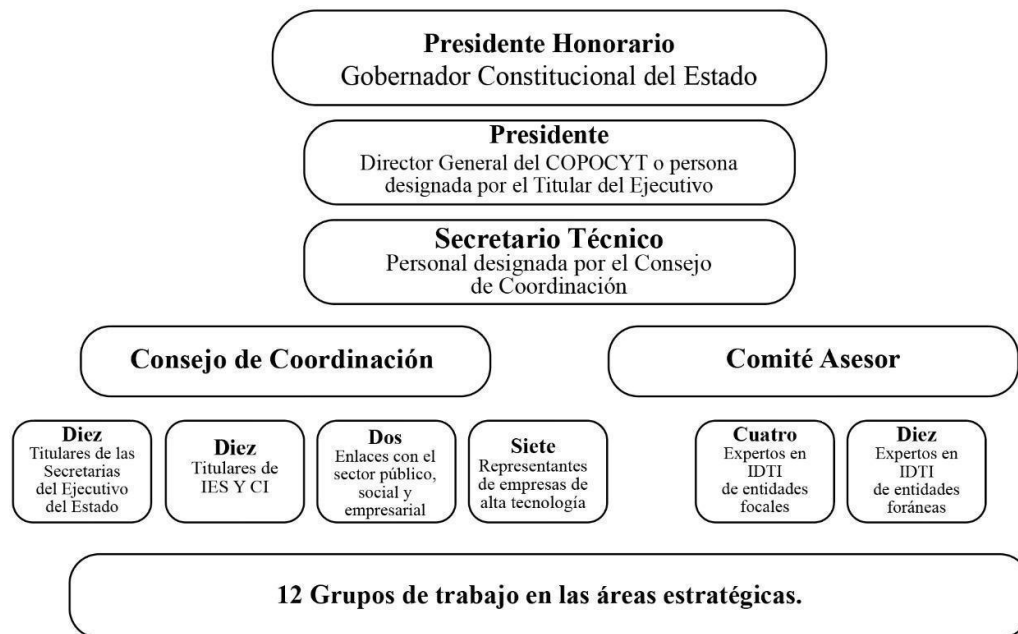 Presidente Honorario
Gobernador Constitucional del Estado
Presidente
Director General del COPOCYT o persona
designada por el Titular del Ejecutivo
Secretario Técnico
Personal designada por el Consejo
de Coordinación
Consejo de Coordinación
Comité Asesor
Diez
Titulares de las
Secretarias
del Ejecutivo
del Estado
Diez
Titulares de
IES Y CI
Dos
Enlaces con el
sector público,
social y
empresarial
Siete
Representantes
de empresas de
alta tecnología
Cuatro
Expertos en
IDTI
de entidades
focales
Diez
Expertos en
IDTI
de entidades
foráneas
12 Grupos de trabajo en las áreas estratégicas.